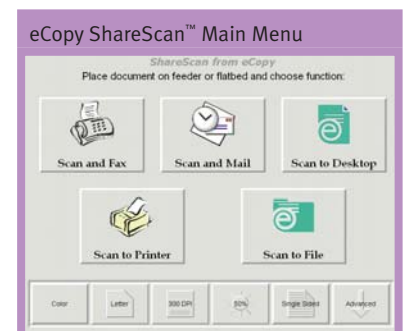 eCopy ShareScan™ Main Menu
ShareScan from eCopy
Place document on feeder or flatbed and choose function:
Scan and Fax Scan and Mail Scan to Desktop
Scan to Printer Scan to File
Color Letter 300 DPI 50% Single Sided Advanced